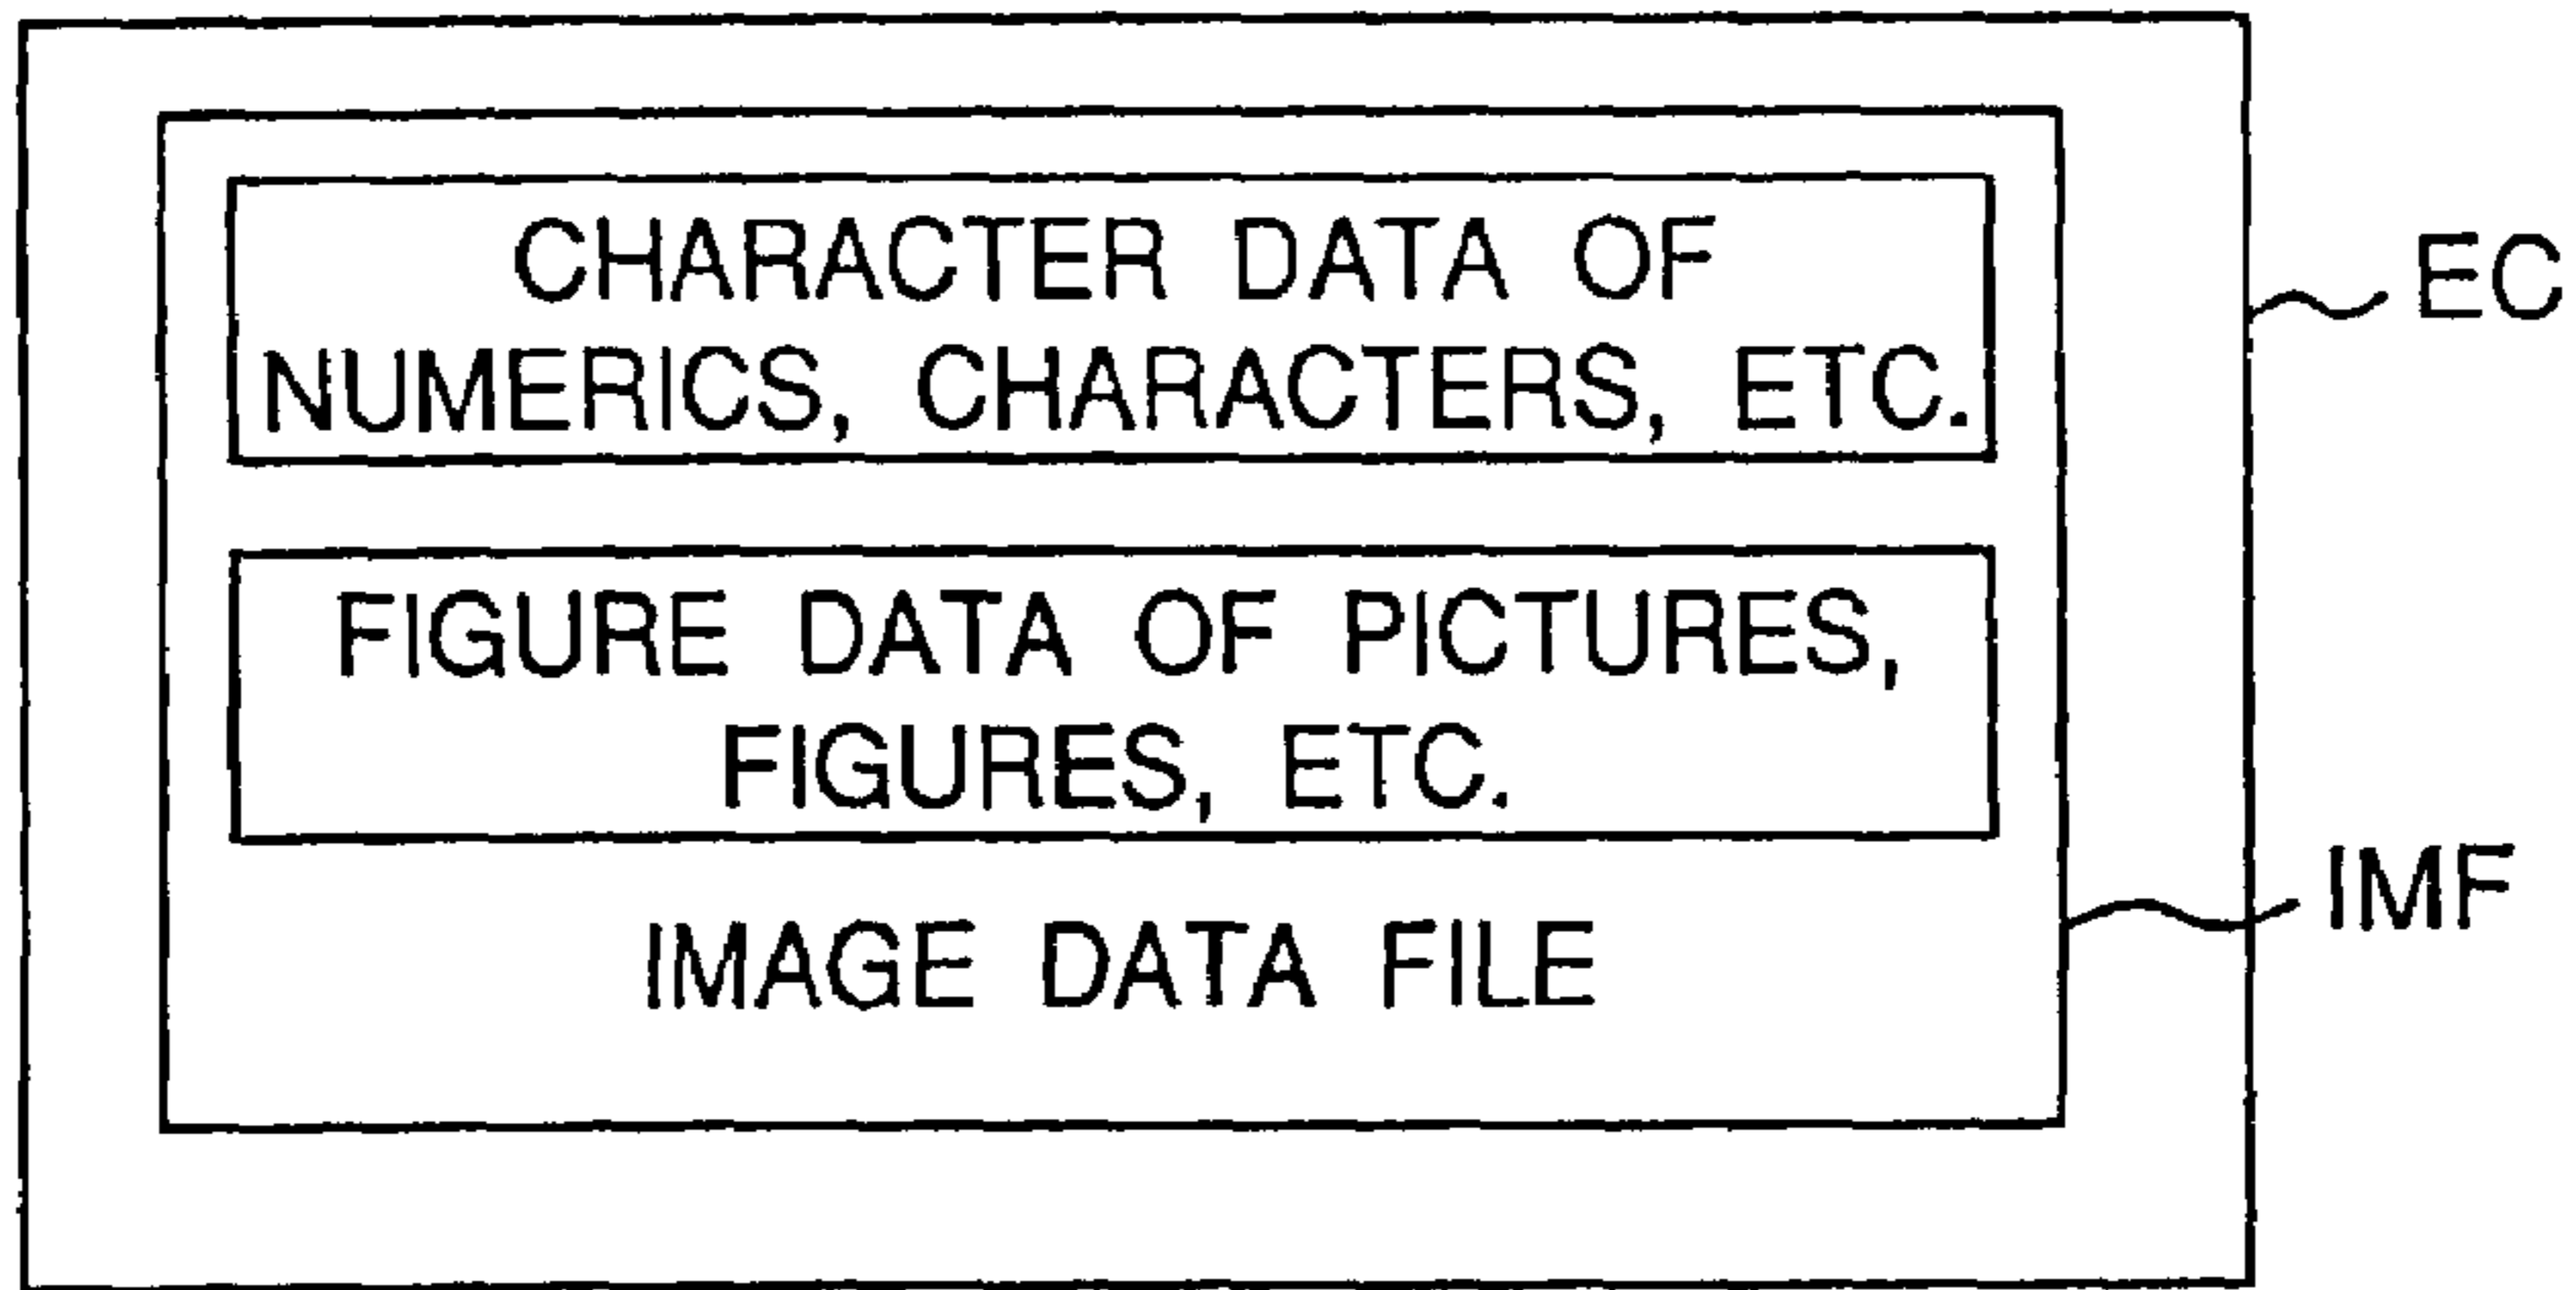 CHARACTER DATA OF
NUMERICS, CHARACTERS, ETC.
EC
FIGURE DATA OF PICTURES,
FIGURES, ETC.
IMF
IMAGE DATA FILE